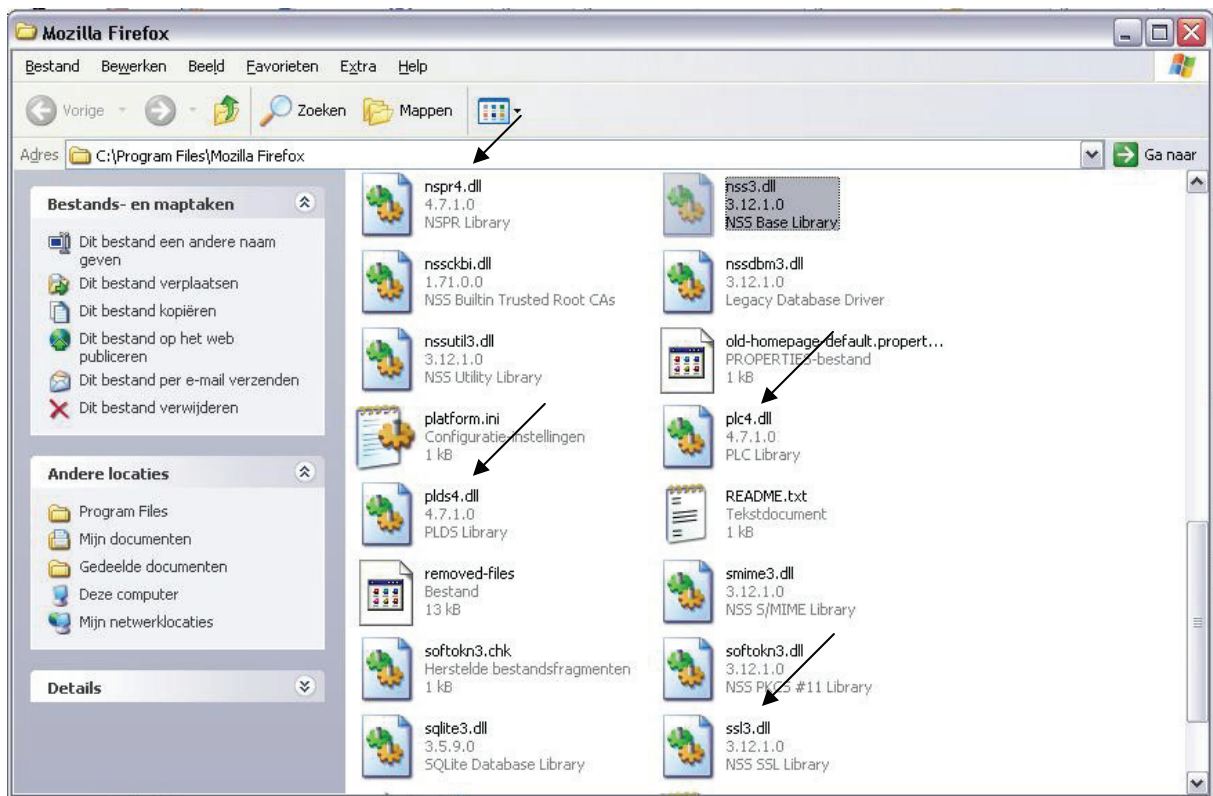 Mozilla Firefox
Bestand Bewerken Beeld Favorieten Extra Help
Vorige Zoeken Mappen
Adres C:\Program Files\Mozilla Firefox Ga naar
Bestands- en maptaken
Dit bestand een andere naam
geven
Dit bestand verplaatsen
Dit bestand kopiëren
Dit bestand op het web
publiceren
Dit bestand per e-mail verzenden
Dit bestand verwijderen
Andere locaties
Program Files
Mijn documenten
Gedeelde documenten
Deze computer
Mijn netwerklocaties
Details
nspr4.dll
4.7.1.0
NSPR Library
nss3.dll
3.12.1.0
NSS Base Library
nssckbi.dll
1.71.0.0
NSS Builtin Trusted Root CAs
nssdbm3.dll
3.12.1.0
Legacy Database Driver
nssutil3.dll
3.12.1.0
NSS Utility Library
old-homepage-default.propert...
PROPERTIES-bestand
1 kB
platform.ini
Configuratie-instellingen
1 kB
plc4.dll
4.7.1.0
PLC Library
plds4.dll
4.7.1.0
PLDS Library
README.txt
Tekstdocument
1 kB
removed-files
Bestand
13 kB
smime3.dll
3.12.1.0
NSS S/MIME Library
softokn3.chk
Herstelde bestandsfragmenten
1 kB
softokn3.dll
3.12.1.0
NSS PKCS #11 Library
sqlite3.dll
3.5.9.0
SQLite Database Library
ssl3.dll
3.12.1.0
NSS SSL Library